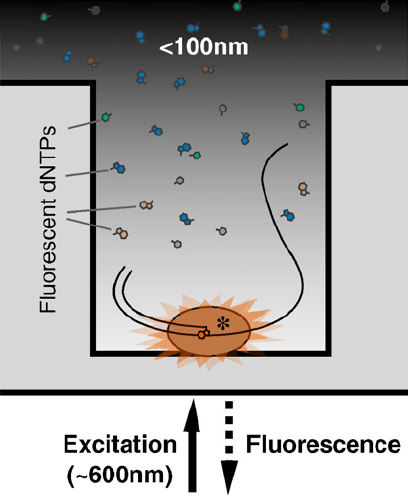 <100nm
Fluorescent dNTPs
*
Excitation
(~600nm)
Fluorescence